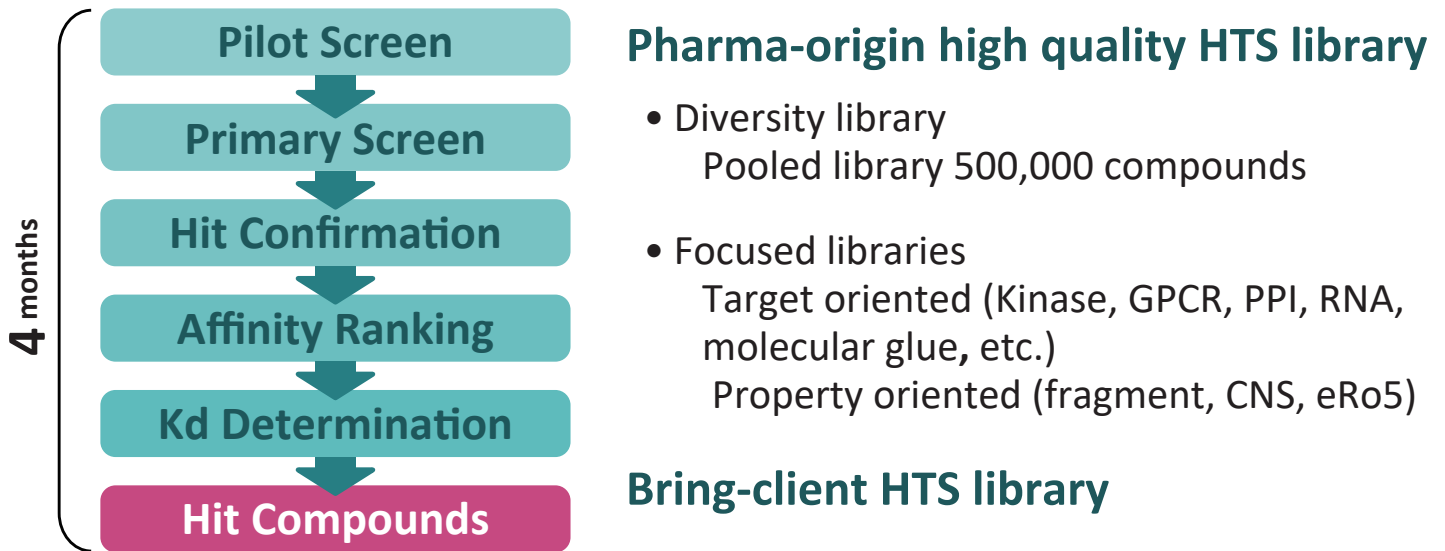 4 months
Pilot Screen
Primary Screen
Hit Confirmation
Affinity Ranking
Kd Determination
Hit Compounds
Pharma-origin high quality HTS library
• Diversity library
Pooled library 500,000 compounds
• Focused libraries
Target oriented (Kinase, GPCR, PPI, RNA,
molecular glue, etc.)
Property oriented (fragment, CNS, eRo5)
Bring-client HTS library